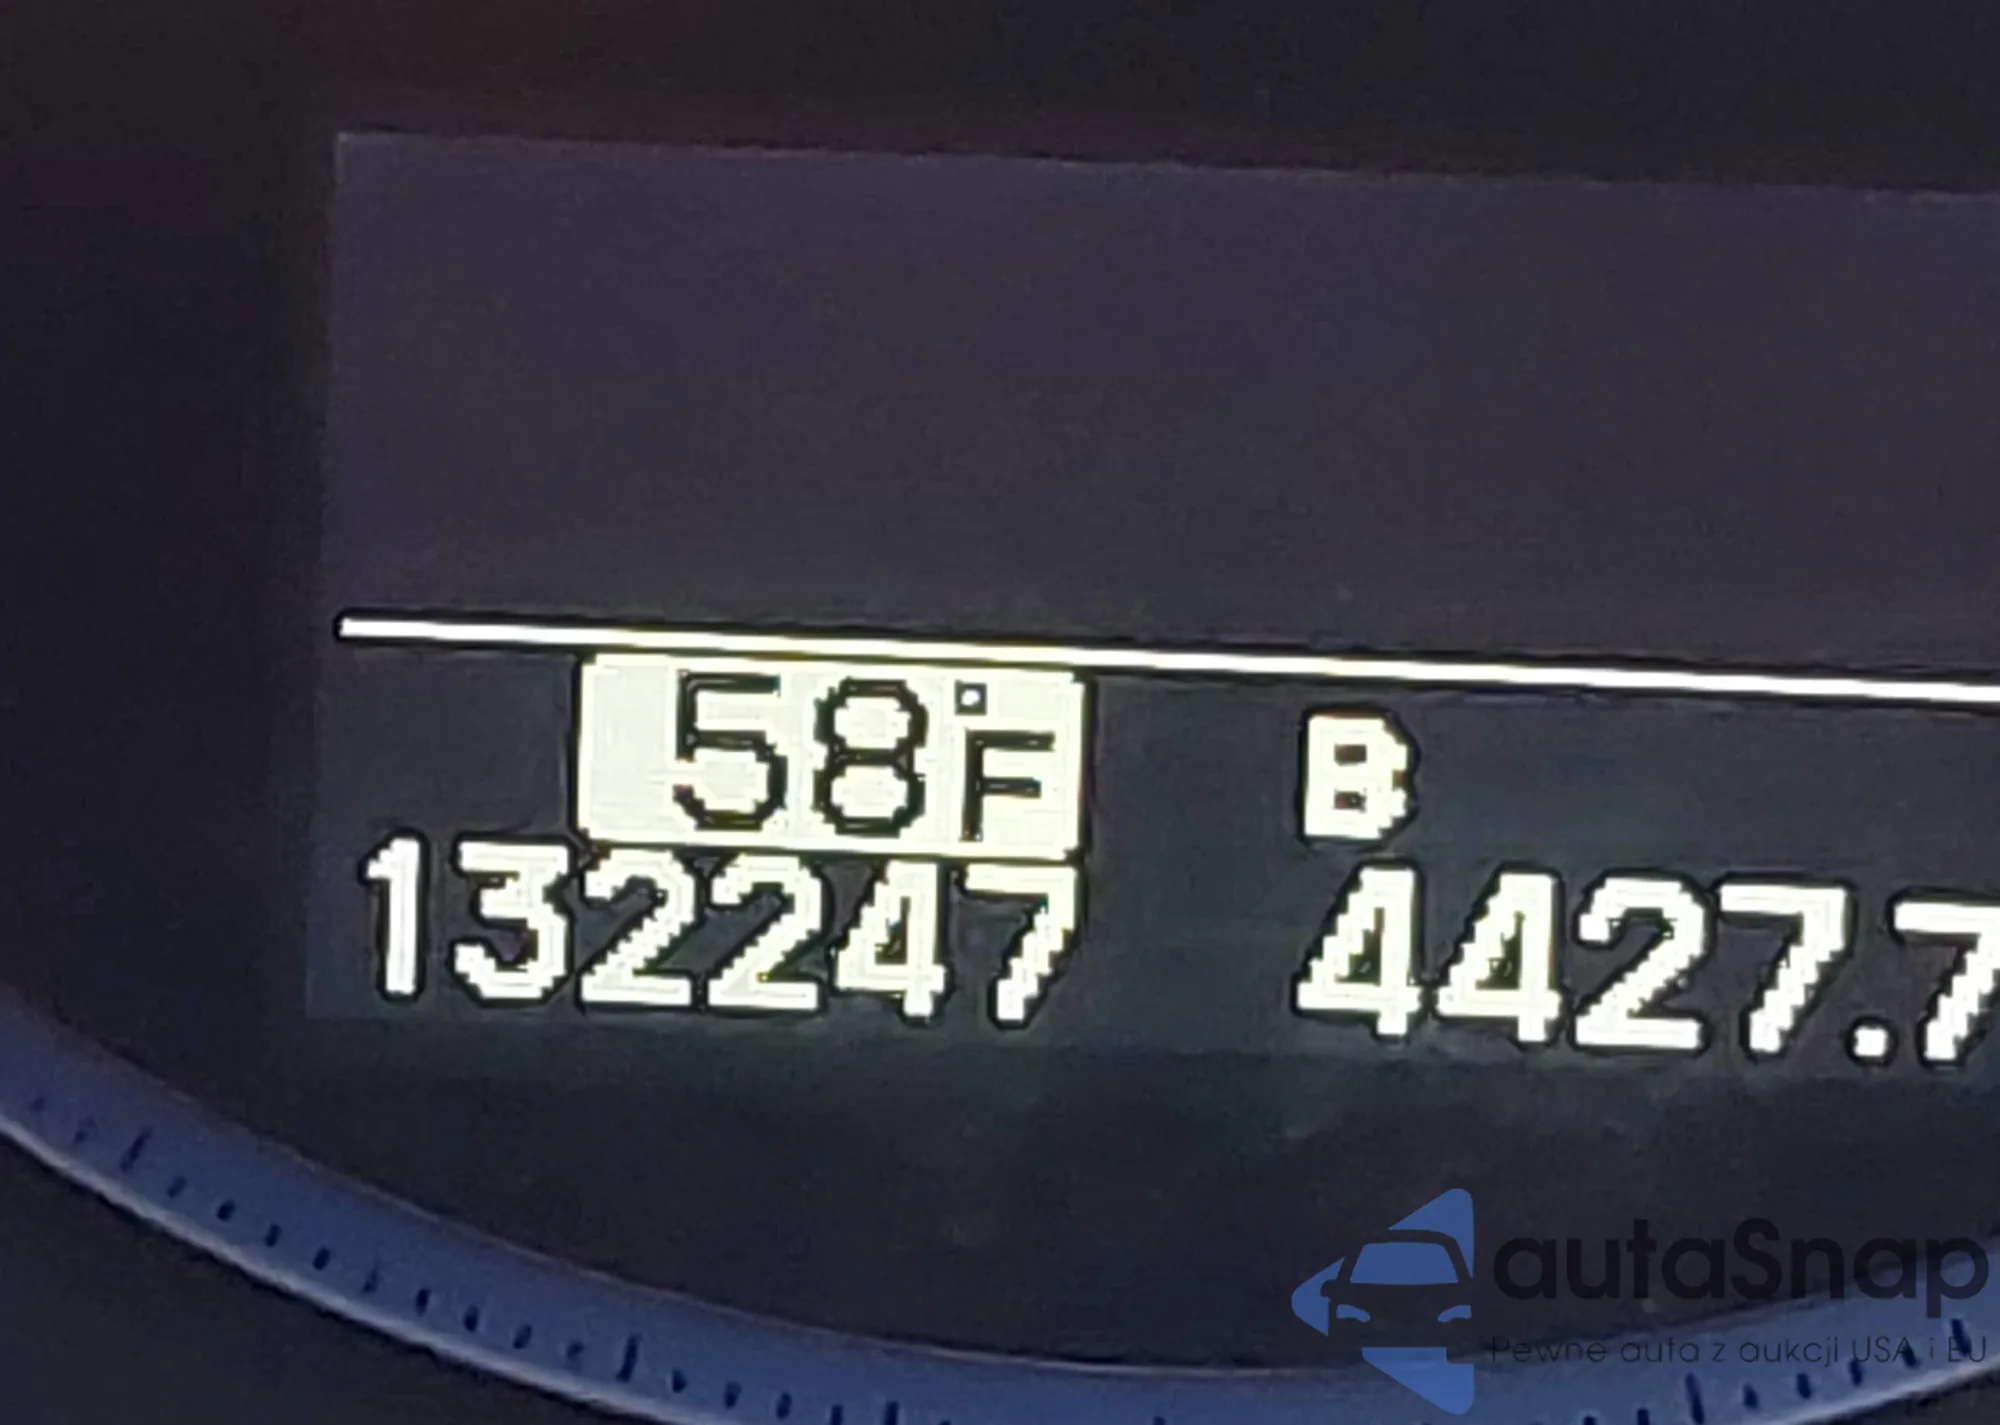 58°F
B
132247
4427.7
autaSnap
Pewne auta z aukcji USA i EU